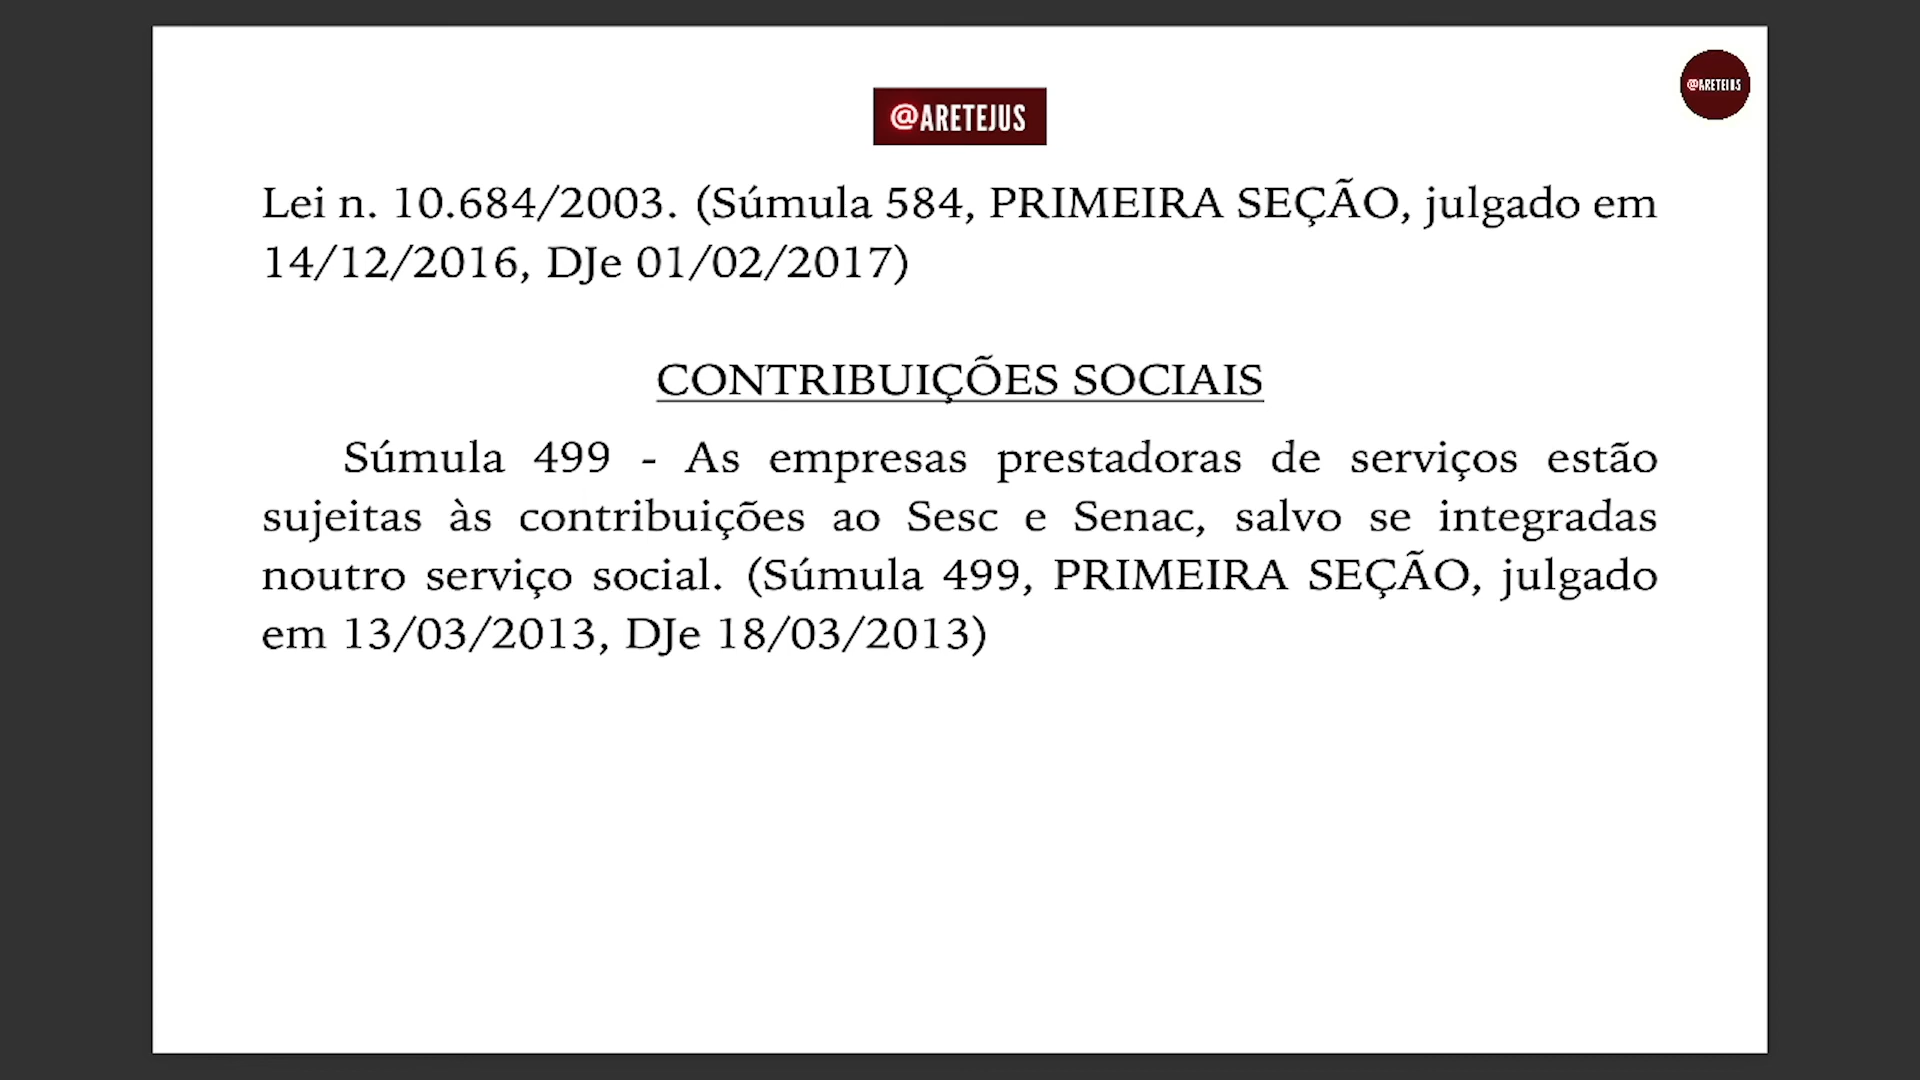 @ARETEJUS
@ARETEJUS
Lei n. 10.684/2003. (Súmula 584, PRIMEIRA SEÇÃO, julgado em
14/12/2016, DJe 01/02/2017)
CONTRIBUIÇÕES SOCIAIS
Súmula 499 - As empresas prestadoras de serviços estão
sujeitas às contribuições ao Sesc e Senac, salvo se integradas
noutro serviço social. (Súmula 499, PRIMEIRA SEÇÃO, julgado
em 13/03/2013, DJe 18/03/2013)